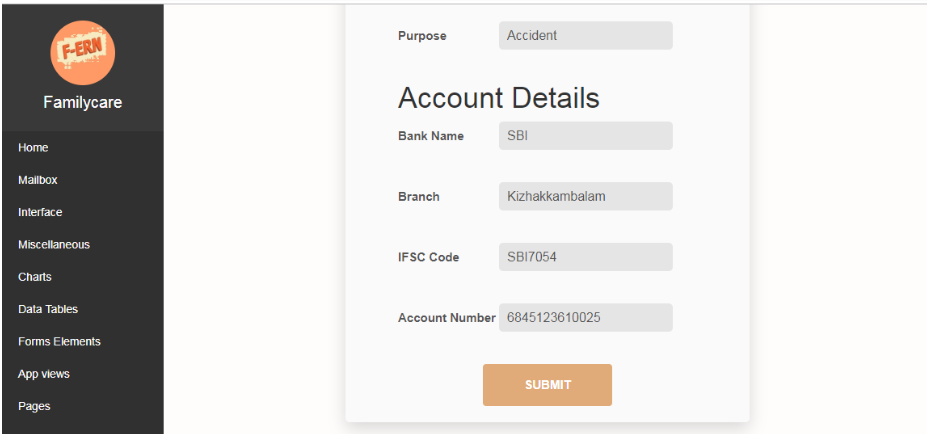 F-ERN
Familycare
Home
Mailbox
Interface
Miscellaneous
Charts
Data Tables
Forms Elements
App views
Pages
Purpose Accident
Account Details
Bank Name SBI
Branch Kizhakkambalam
IFSC Code SBI7054
Account Number 6845123610025
SUBMIT